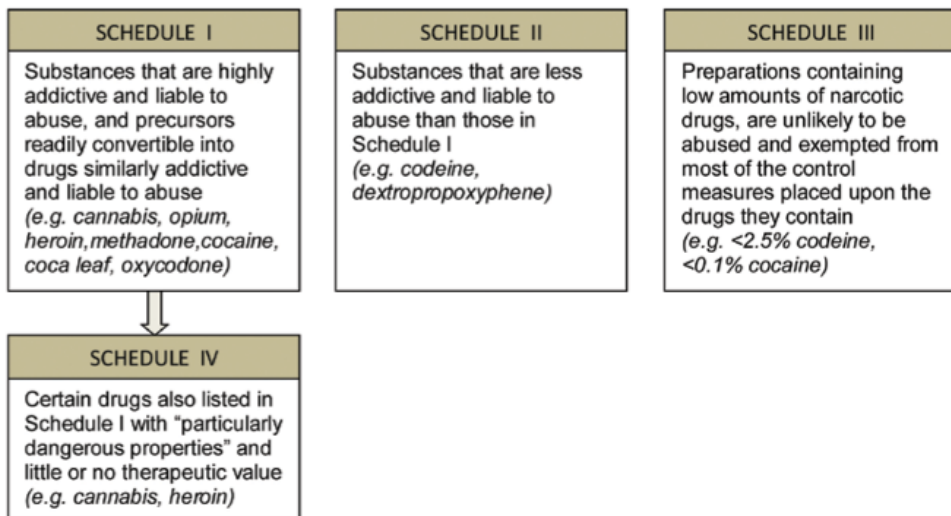 SCHEDULE I
Substances that are highly
addictive and liable to
abuse, and precursors
readily convertible into
drugs similarly addictive
and liable to abuse
(e.g. cannabis, opium,
heroin,methadone,cocaine,
coca leaf, oxycodone)
SCHEDULE II
Substances that are less
addictive and liable to
abuse than those in
Schedule I
(e.g. codeine,
dextropropoxyphene)
SCHEDULE III
Preparations containing
low amounts of narcotic
drugs, are unlikely to be
abused and exempted from
most of the control
measures placed upon the
drugs they contain
(e.g. <2.5% codeine,
<0.1% cocaine)
SCHEDULE IV
Certain drugs also listed in
Schedule I with “particularly
dangerous properties” and
little or no therapeutic value
(e.g. cannabis, heroin)